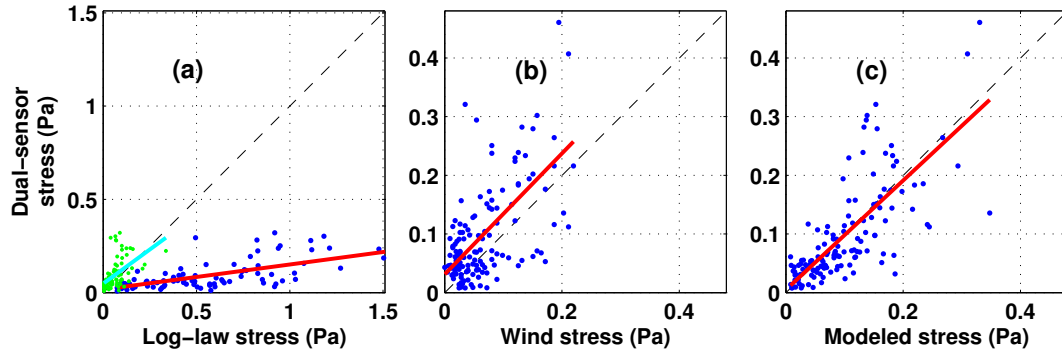 1.5
1
0.5
0
0 0.5 1 1.5
(a)
Dual−sensor
stress (Pa)
Log−law stress (Pa)
0.4
0.3
0.2
0.1
0
0 0.2 0.4
(b)
Wind stress (Pa)
0.4
0.3
0.2
0.1
0
0 0.2 0.4
(c)
Modeled stress (Pa)